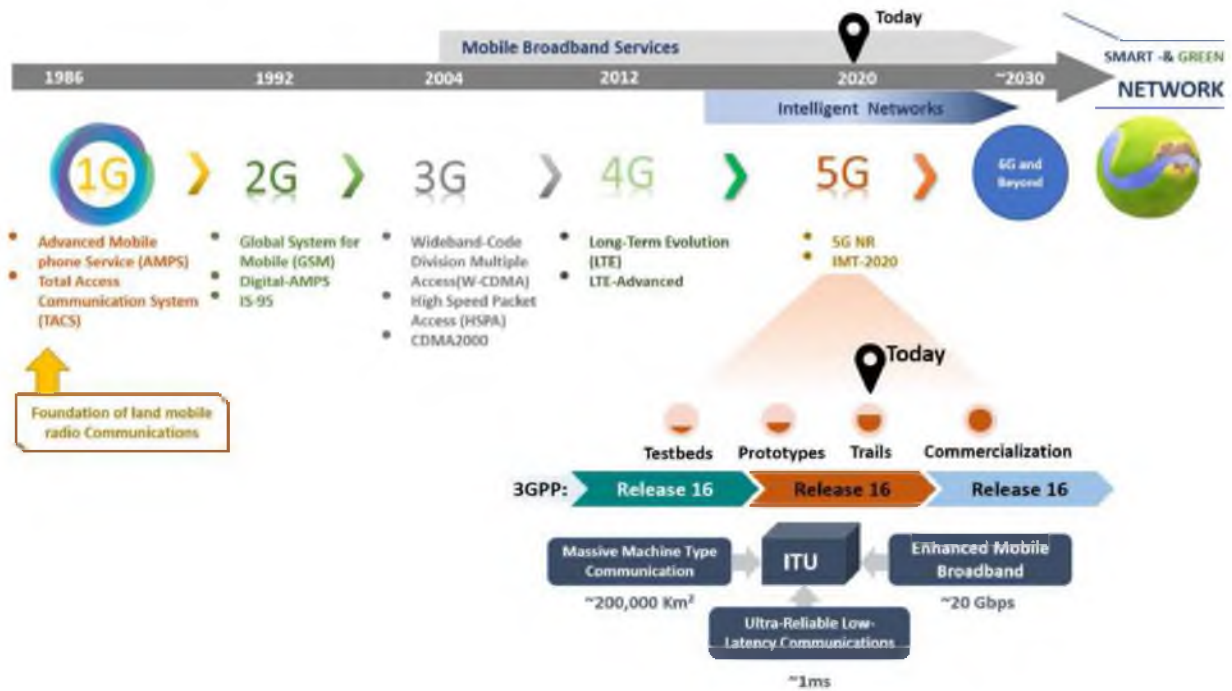 Today
Mobile Broadband Services
SMART -& GREEN
NETWORK
1986
1992
2004
2012
2020
~2030
Intelligent Networks
1G
2G
3G
4G
5G
6G and
Beyond
Advanced Mobile
phone Service (AMPS)
Total Access
Communication System
(TACS)
Global System for
Mobile (GSM)
Digital-AMPS
IS-95
Wideband-Code
Division Multiple
Access(W-CDMA)
High Speed Packet
Access (HSPA)
CDMA2000
Long-Term Evolution
(LTE)
LTE-Advanced
5G NR
IMT-2020
Foundation of land mobile
radio Communications
Today
Testbeds
Prototypes
Trails
Commercialization
3GPP:
Release 16
Release 16
Release 16
Massive Machine Type
Communication
~200,000 Km²
ITU
Enhanced Mobile
Broadband
~20 Gbps
Ultra-Reliable Low-
Latency Communications
~1ms